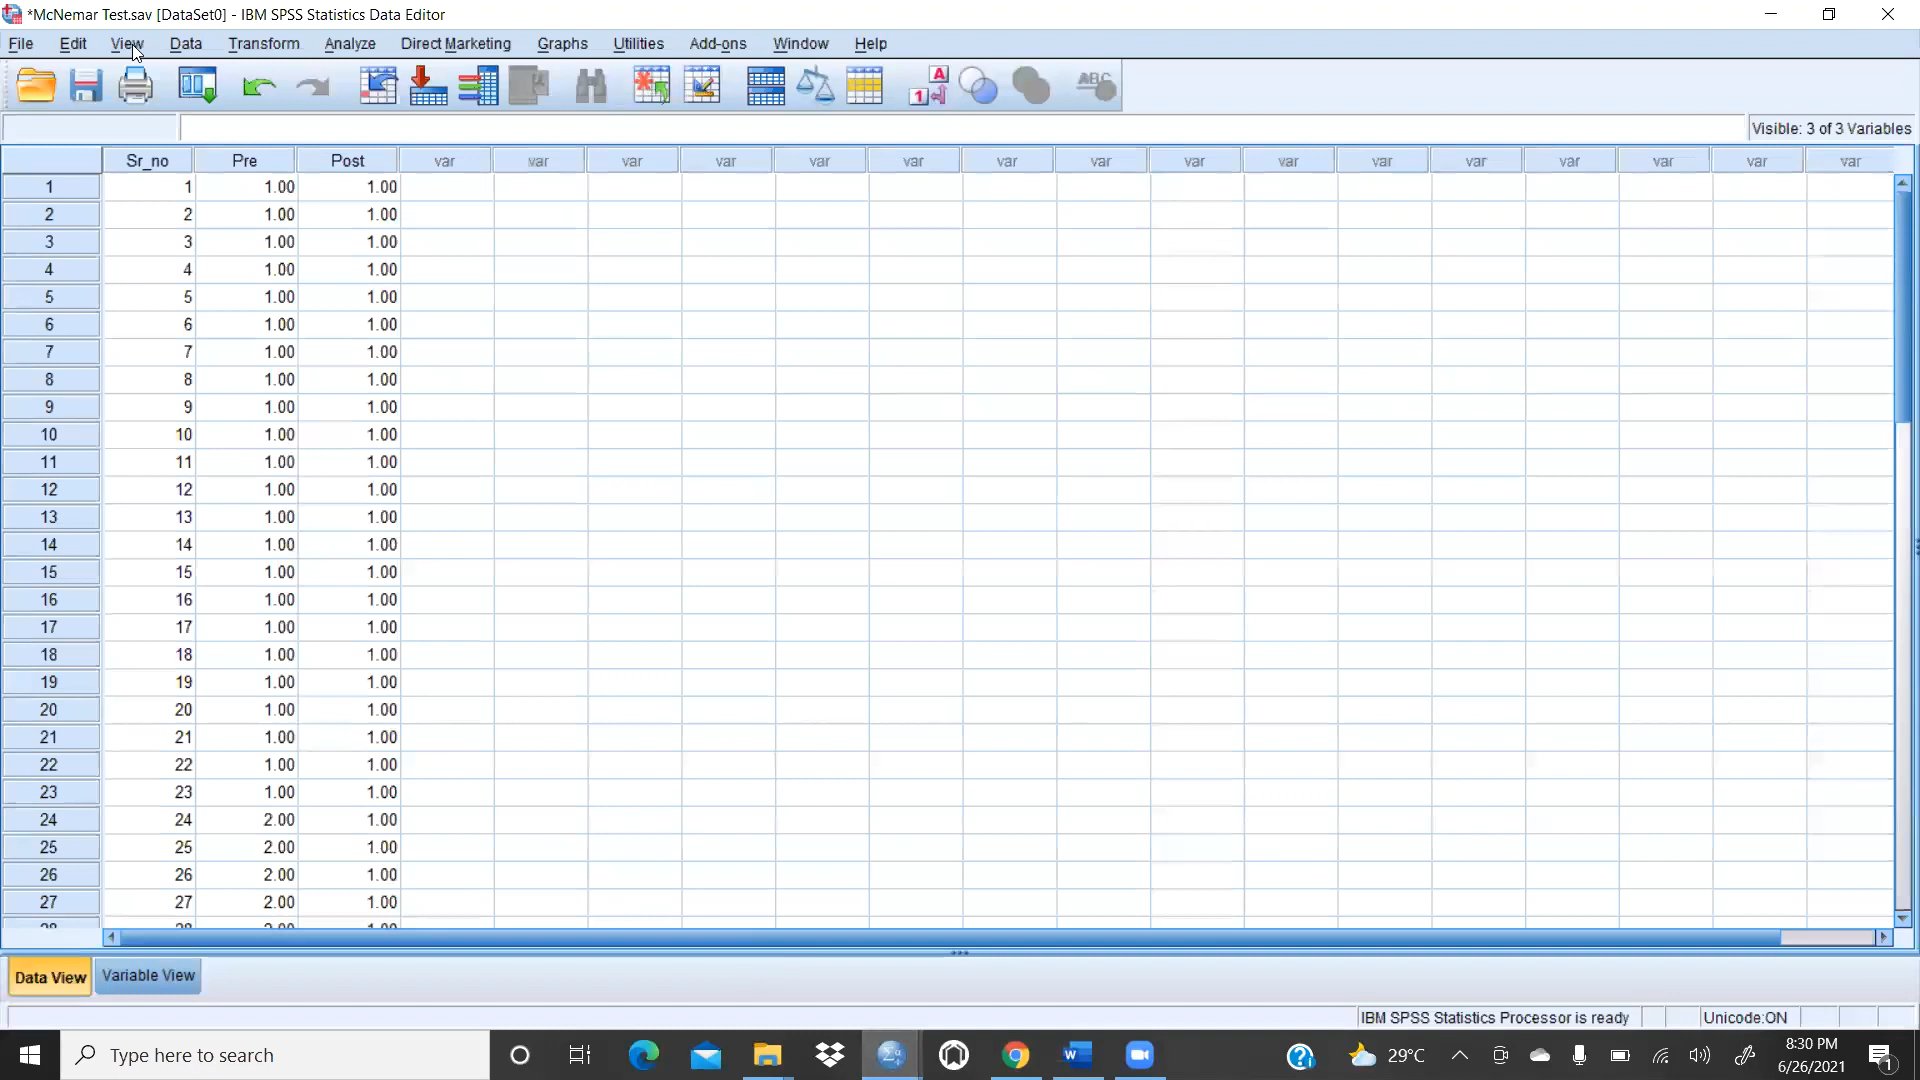 *McNemar Test.sav [DataSet0] - IBM SPSS Statistics Data Editor
File Edit View Data Transform Analyze Direct Marketing Graphs Utilities Add-ons Window Help
A
1
ABC
Visible: 3 of 3 Variables
Sr_no Pre Post var var var var var var var var var var var var var var var var
1 1 1.00 1.00
2 2 1.00 1.00
3 3 1.00 1.00
4 4 1.00 1.00
5 5 1.00 1.00
6 6 1.00 1.00
7 7 1.00 1.00
8 8 1.00 1.00
9 9 1.00 1.00
10 10 1.00 1.00
11 11 1.00 1.00
12 12 1.00 1.00
13 13 1.00 1.00
14 14 1.00 1.00
15 15 1.00 1.00
16 16 1.00 1.00
17 17 1.00 1.00
18 18 1.00 1.00
19 19 1.00 1.00
20 20 1.00 1.00
21 21 1.00 1.00
22 22 1.00 1.00
23 23 1.00 1.00
24 24 2.00 1.00
25 25 2.00 1.00
26 26 2.00 1.00
27 27 2.00 1.00
28 28 2.00 1.00
Data View Variable View
IBM SPSS Statistics Processor is ready Unicode:ON
Type here to search 29°C 8:30 PM
6/26/2021 1